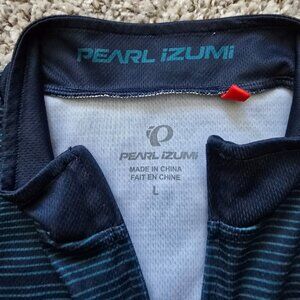 PEARL iZUMi
PEARL iZUMi
MADE IN CHINA
FAIT EN CHINE
L